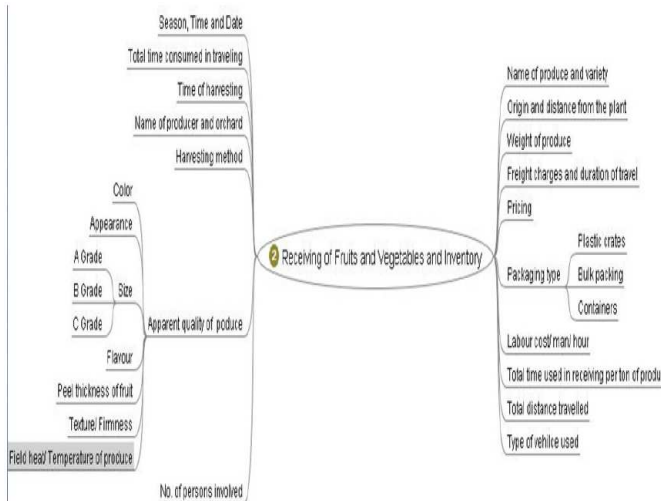 Season, Time and Date
Total time consumed in traveling
Time of harvesting
Name of producer and orchard
Harvesting method
Color
Appearance
A Grade
B Grade
C Grade
Size
Apparent quality of poduce
Flavour
Peel thickness of fruit
Texture/ Firmness
Field heat/ Temperature of produce
No. of persons involved
2 Receiving of Fruits and Vegetables and Inventory
Name of produce and variety
Origin and distance from the plant
Weight of produce
Freight charges and duration of travel
Pricing
Packaging type
Plastic crates
Bulk packing
Containers
Labour cost/ man/ hour
Total time used in receiving per ton of produ
Total distance travelled
Type of vehilce used